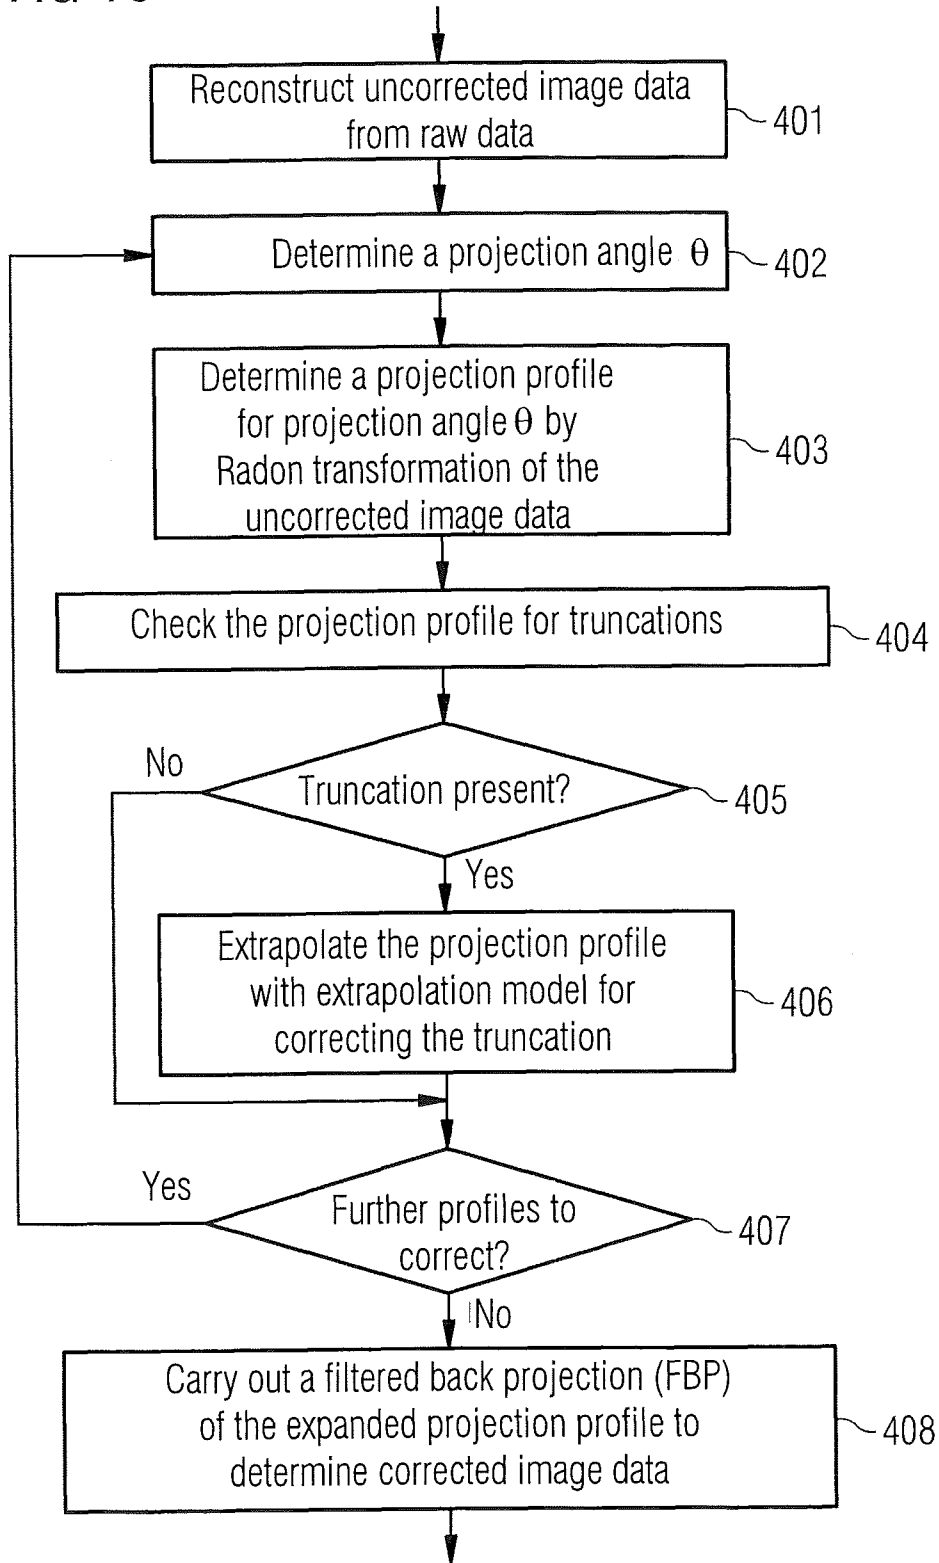 Reconstruct uncorrected image data
from raw data
401
Determine a projection angle θ
402
Determine a projection profile
for projection angle θ by
Radon transformation of the
uncorrected image data
403
Check the projection profile for truncations
404
No
Truncation present?
405
Yes
Extrapolate the projection profile
with extrapolation model for
correcting the truncation
406
Yes
Further profiles to
correct?
407
No
Carry out a filtered back projection (FBP)
of the expanded projection profile to
determine corrected image data
408